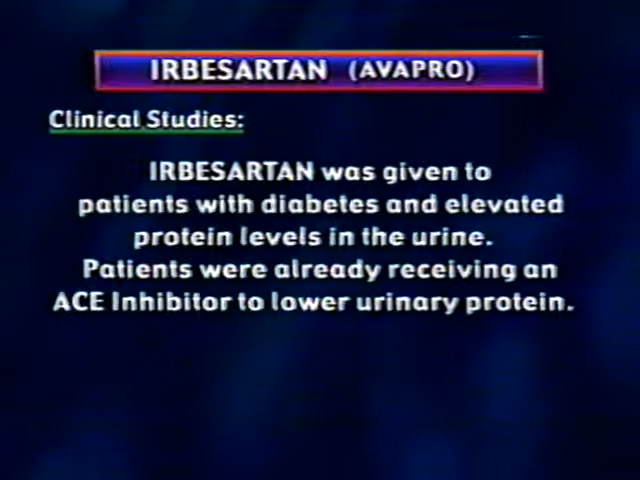 IRBESARTAN (AVAPRO)
Clinical Studies:
IRBESARTAN was given to
patients with diabetes and elevated
protein levels in the urine.
Patients were already receiving an
ACE Inhibitor to lower urinary protein.